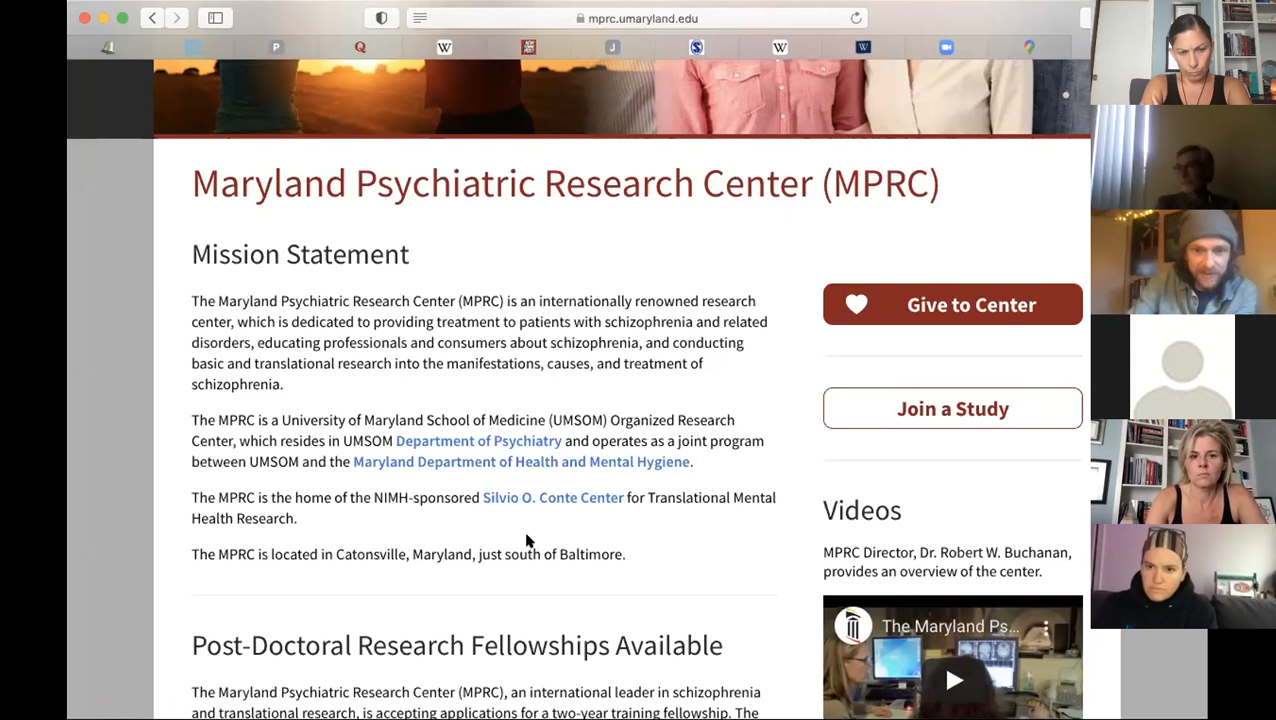 mprc.umaryland.edu
Maryland Psychiatric Research Center (MPRC)
Mission Statement
The Maryland Psychiatric Research Center (MPRC) is an internationally renowned research
center, which is dedicated to providing treatment to patients with schizophrenia and related
disorders, educating professionals and consumers about schizophrenia, and conducting
basic and translational research into the manifestations, causes, and treatment of
schizophrenia.
The MPRC is a University of Maryland School of Medicine (UMSOM) Organized Research
Center, which resides in UMSOM Department of Psychiatry and operates as a joint program
between UMSOM and the Maryland Department of Health and Mental Hygiene.
The MPRC is the home of the NIMH-sponsored Silvio O. Conte Center for Translational Mental
Health Research.
The MPRC is located in Catonsville, Maryland, just south of Baltimore.
Post-Doctoral Research Fellowships Available
The Maryland Psychiatric Research Center (MPRC), an international leader in schizophrenia
and translational research, is accepting applications for a two-year training fellowship. The
Give to Center
Join a Study
Videos
MPRC Director, Dr. Robert W. Buchanan,
provides an overview of the center.
The Maryland Ps...